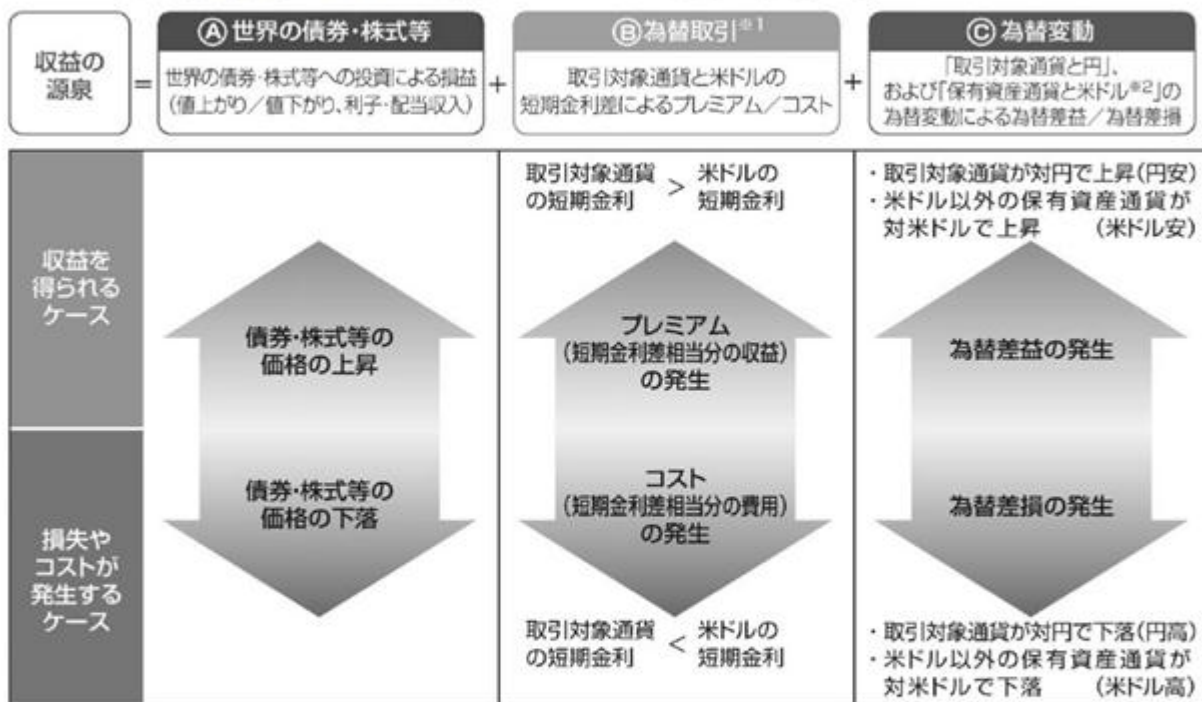 収益の
源泉
=
Ⓐ世界の債券・株式等
世界の債券・株式等への投資による損益
(値上がり／値下がり、利子・配当収入)
+
Ⓑ為替取引※1
取引対象通貨と米ドルの
短期金利差によるプレミアム／コスト
+
Ⓒ為替変動
「取引対象通貨と円」、
および「保有資産通貨と米ドル※2」の
為替変動による為替差益／為替差損
収益を
得られる
ケース
損失や
コストが
発生する
ケース
債券・株式等の
価格の上昇
債券・株式等の
価格の下落
取引対象通貨 > 米ドルの
の短期金利 短期金利
プレミアム
(短期金利差相当分の収益)
の発生
コスト
(短期金利差相当分の費用)
の発生
取引対象通貨 < 米ドルの
の短期金利 短期金利
・取引対象通貨が対円で上昇(円安)
・米ドル以外の保有資産通貨が
対米ドルで上昇 (米ドル安)
為替差益の発生
為替差損の発生
・取引対象通貨が対円で下落(円高)
・米ドル以外の保有資産通貨が
対米ドルで下落 (米ドル高)